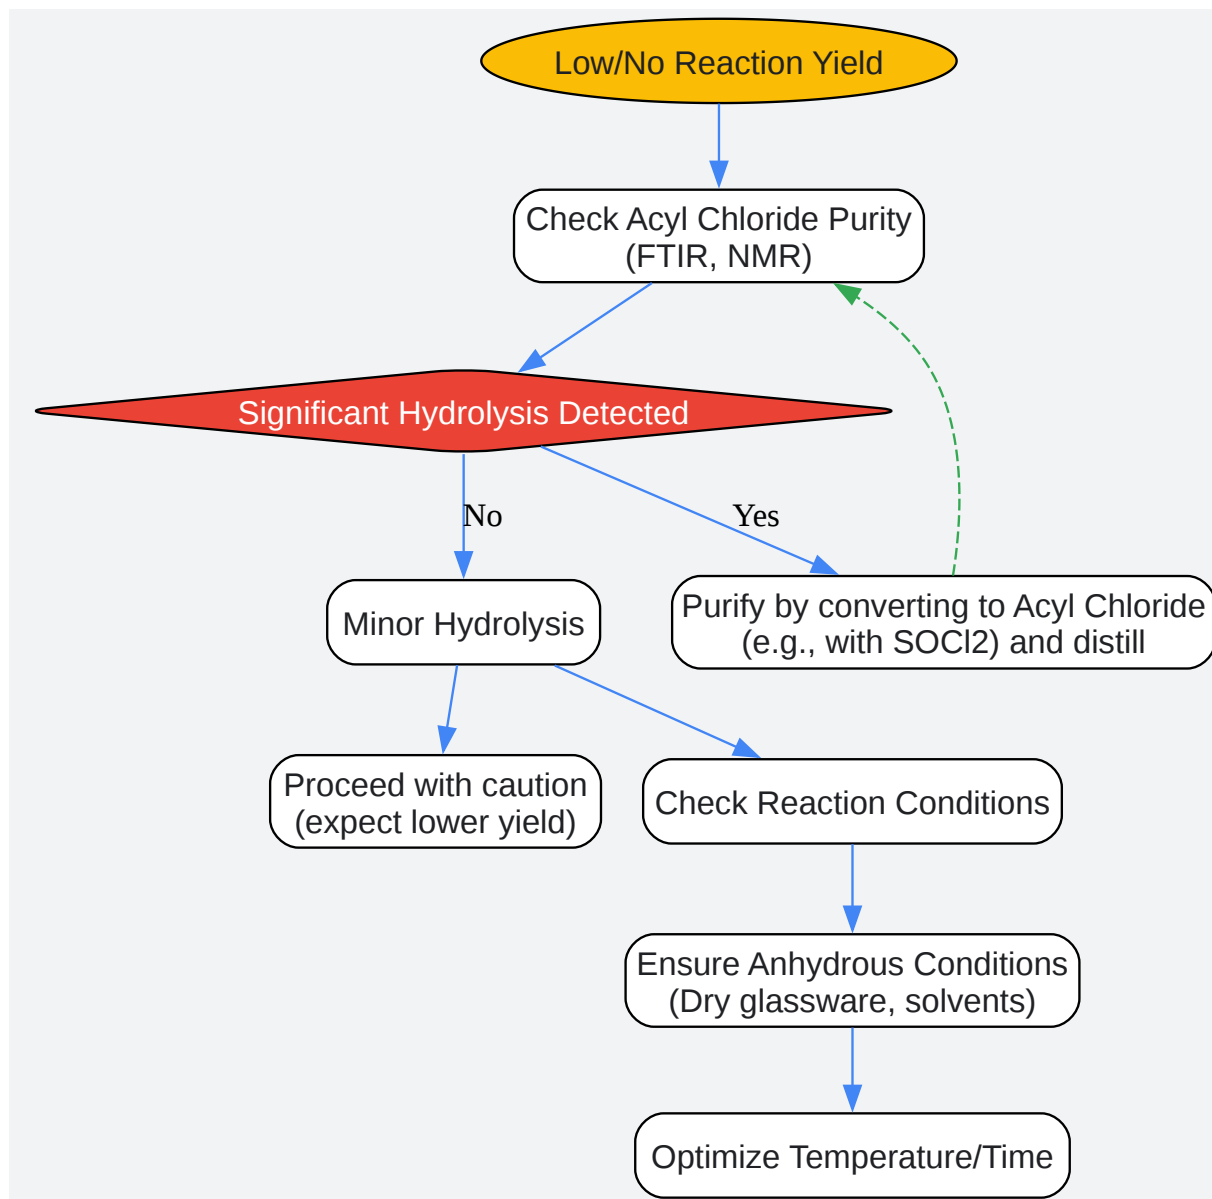 Low/No Reaction Yield
Check Acyl Chloride Purity
(FTIR, NMR)
Significant Hydrolysis Detected
No
Yes
Minor Hydrolysis
Purify by converting to Acyl Chloride
(e.g., with SOCl2) and distill
Proceed with caution
(expect lower yield)
Check Reaction Conditions
Ensure Anhydrous Conditions
(Dry glassware, solvents)
Optimize Temperature/Time